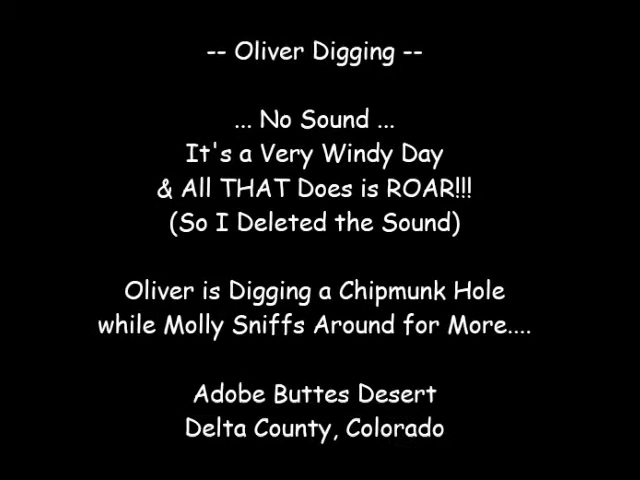 -- Oliver Digging --
... No Sound ...
It's a Very Windy Day
& All THAT Does is ROAR!!!
(So I Deleted the Sound)
Oliver is Digging a Chipmunk Hole
while Molly Sniffs Around for More....
Adobe Buttes Desert
Delta County, Colorado